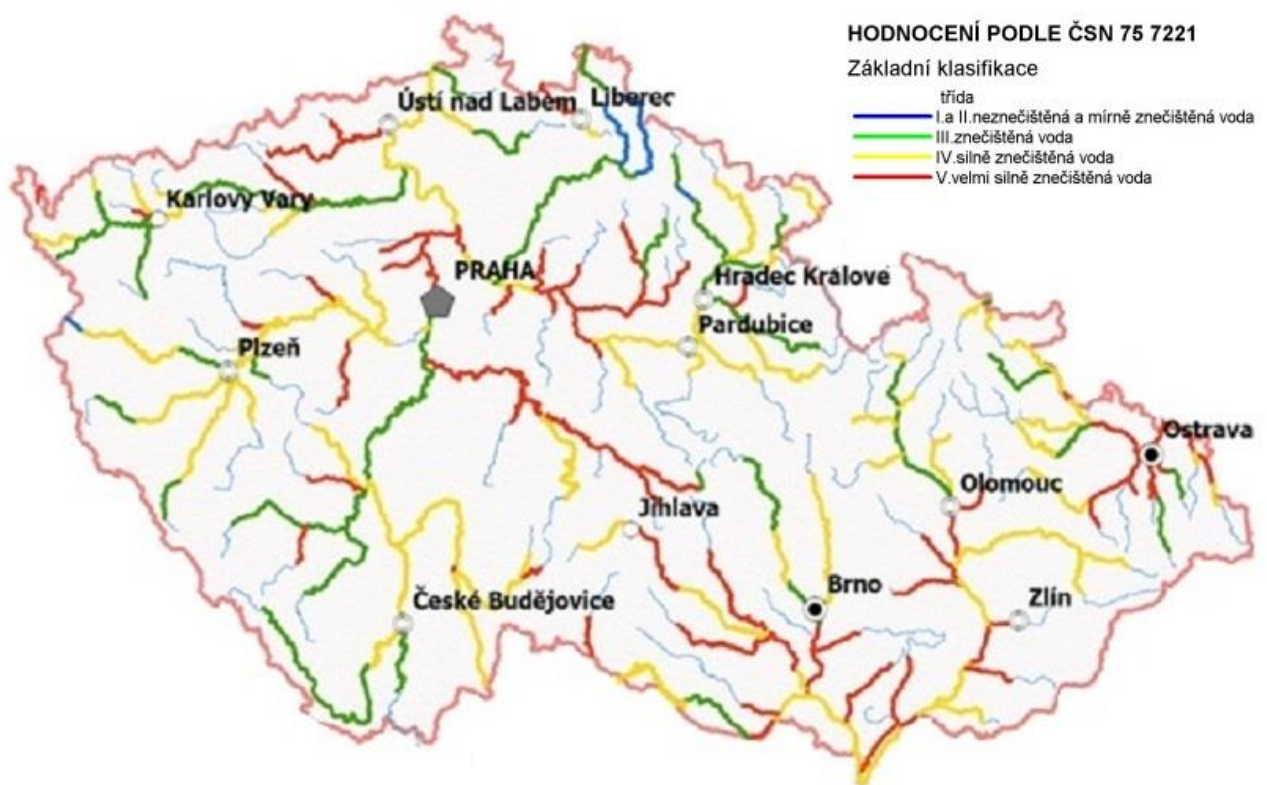 HODNOCENÍ PODLE ČSN 75 7221
Základní klasifikace
třída
I.a II.neznečištěná a mírně znečištěná voda
III.znečištěná voda
IV.silně znečištěná voda
V.velmi silně znečištěná voda
Ústí nad Labem
Liberec
Karlovy Vary
PRAHA
Hradec Králové
Pardubice
Plzeň
Ostrava
Olomouc
Jihlava
Brno
Zlín
České Budějovice